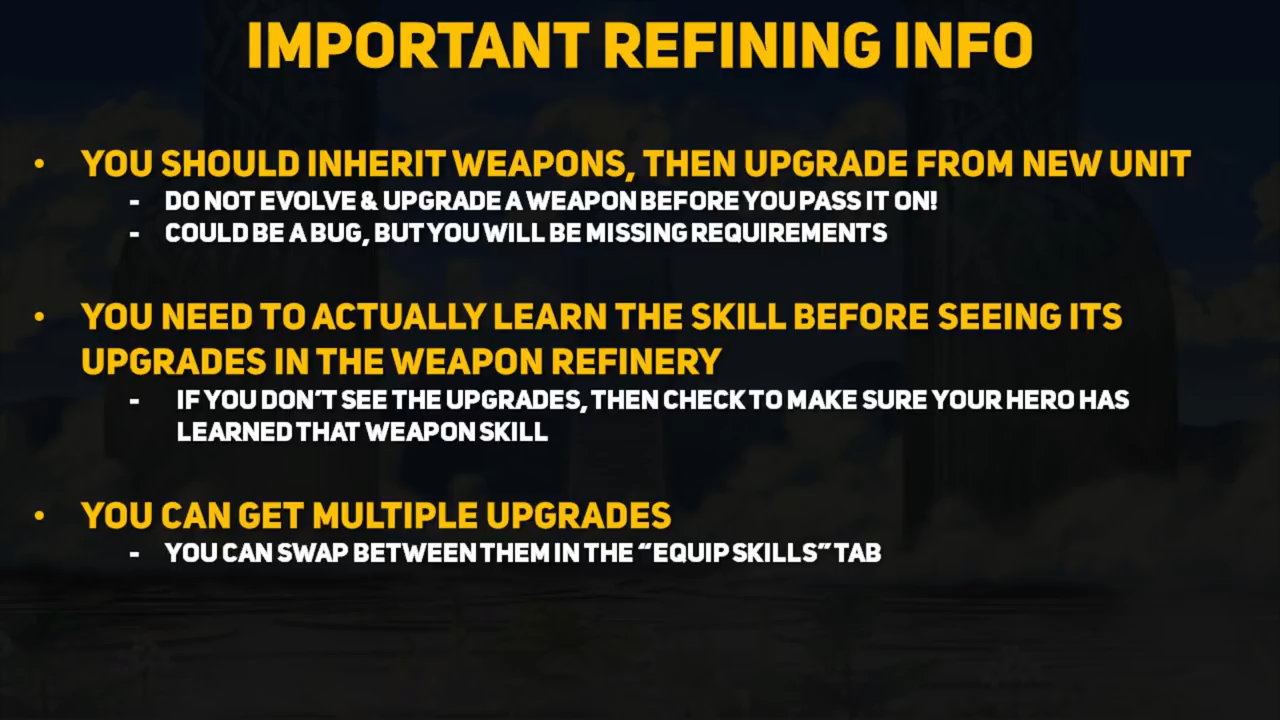 IMPORTANT REFINING INFO
• YOU SHOULD INHERIT WEAPONS, THEN UPGRADE FROM NEW UNIT
- DO NOT EVOLVE & UPGRADE A WEAPON BEFORE YOU PASS IT ON!
- COULD BE A BUG, BUT YOU WILL BE MISSING REQUIREMENTS
• YOU NEED TO ACTUALLY LEARN THE SKILL BEFORE SEEING ITS
UPGRADES IN THE WEAPON REFINERY
- IF YOU DON'T SEE THE UPGRADES, THEN CHECK TO MAKE SURE YOUR HERO HAS
LEARNED THAT WEAPON SKILL
• YOU CAN GET MULTIPLE UPGRADES
- YOU CAN SWAP BETWEEN THEM IN THE “EQUIP SKILLS” TAB